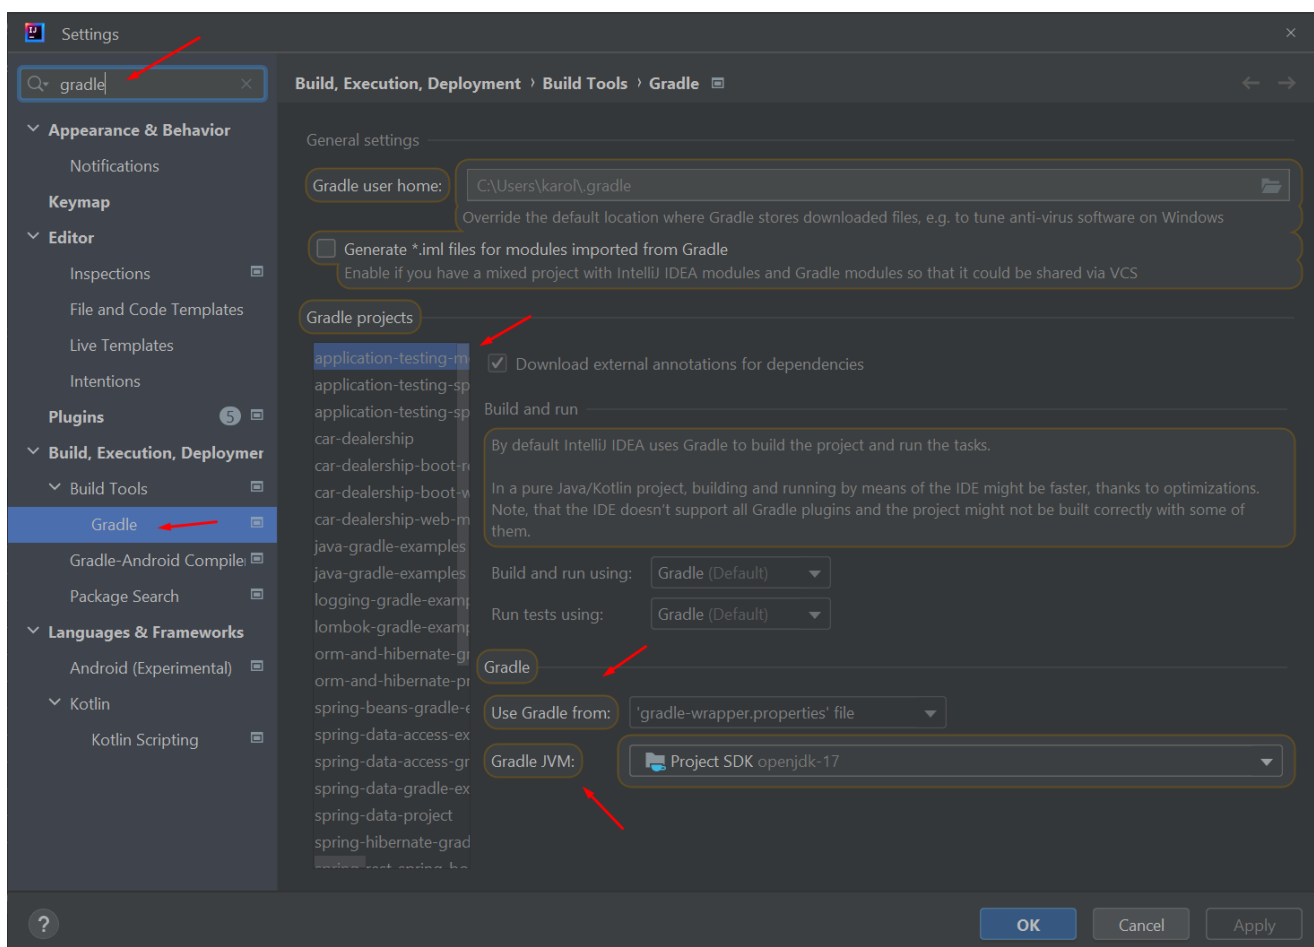 Settings
gradle
Build, Execution, Deployment › Build Tools › Gradle
Appearance & Behavior
Notifications
Keymap
Editor
Inspections
File and Code Templates
Live Templates
Intentions
Plugins 5
Build, Execution, Deploymen
Build Tools
Gradle
Gradle-Android Compile
Package Search
Languages & Frameworks
Android (Experimental)
Kotlin
Kotlin Scripting
General settings
Gradle user home: C:\Users\karol\.gradle
Override the default location where Gradle stores downloaded files, e.g. to tune anti-virus software on Windows
Generate *.iml files for modules imported from Gradle
Enable if you have a mixed project with IntelliJ IDEA modules and Gradle modules so that it could be shared via VCS
Gradle projects
application-testing-m
application-testing-sp
application-testing-sp
car-dealership
car-dealership-boot-r
car-dealership-boot-w
car-dealership-web-m
java-gradle-examples
java-gradle-examples
logging-gradle-examp
lombok-gradle-examp
orm-and-hibernate-gr
orm-and-hibernate-pr
spring-beans-gradle-e
spring-data-access-ex
spring-data-access-gr
spring-data-gradle-ex
spring-data-project
spring-hibernate-grad
spring-rest-spring-bo
Download external annotations for dependencies
Build and run
By default IntelliJ IDEA uses Gradle to build the project and run the tasks.
In a pure Java/Kotlin project, building and running by means of the IDE might be faster, thanks to optimizations.
Note, that the IDE doesn't support all Gradle plugins and the project might not be built correctly with some of
them.
Build and run using: Gradle (Default)
Run tests using: Gradle (Default)
Gradle
Use Gradle from: 'gradle-wrapper.properties' file
Gradle JVM: Project SDK openjdk-17
?
OK
Cancel
Apply